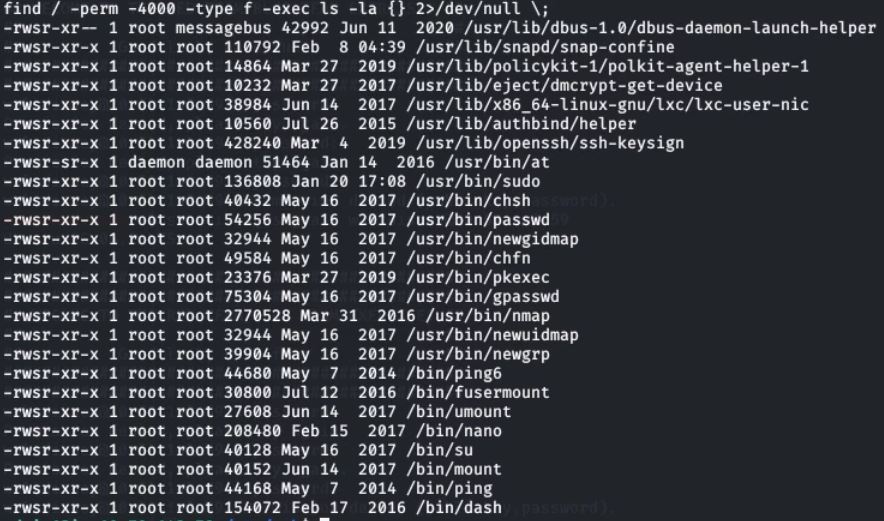 find / -perm -4000 -type f -exec ls -la {} 2>/dev/null \;
-rwsr-xr-- 1 root messagebus 42992 Jun 11  2020 /usr/lib/dbus-1.0/dbus-daemon-launch-helper
-rwsr-xr-x 1 root root 110792 Feb  8 04:39 /usr/lib/snapd/snap-confine
-rwsr-xr-x 1 root root 14864 Mar 27  2019 /usr/lib/policykit-1/polkit-agent-helper-1
-rwsr-xr-x 1 root root 10232 Mar 27  2017 /usr/lib/eject/dmcrypt-get-device
-rwsr-xr-x 1 root root 38984 Jun 14  2017 /usr/lib/x86_64-linux-gnu/lxc/lxc-user-nic
-rwsr-xr-x 1 root root 10560 Jul 26  2015 /usr/lib/authbind/helper
-rwsr-xr-x 1 root root 428240 Mar  4  2019 /usr/lib/openssh/ssh-keysign
-rwsr-sr-x 1 daemon daemon 51464 Jan 14  2016 /usr/bin/at
-rwsr-xr-x 1 root root 136808 Jan 20 17:08 /usr/bin/sudo
-rwsr-xr-x 1 root root 40432 May 16  2017 /usr/bin/chsh
-rwsr-xr-x 1 root root 54256 May 16  2017 /usr/bin/passwd
-rwsr-xr-x 1 root root 32944 May 16  2017 /usr/bin/newgidmap
-rwsr-xr-x 1 root root 49584 May 16  2017 /usr/bin/chfn
-rwsr-xr-x 1 root root 23376 Mar 27  2019 /usr/bin/pkexec
-rwsr-xr-x 1 root root 75304 May 16  2017 /usr/bin/gpasswd
-rwsr-xr-x 1 root root 2770528 Mar 31  2016 /usr/bin/nmap
-rwsr-xr-x 1 root root 32944 May 16  2017 /usr/bin/newuidmap
-rwsr-xr-x 1 root root 39904 May 16  2017 /usr/bin/newgrp
-rwsr-xr-x 1 root root 44680 May  7  2014 /bin/ping6
-rwsr-xr-x 1 root root 30800 Jul 12  2016 /bin/fusermount
-rwsr-xr-x 1 root root 27608 Jun 14  2017 /bin/umount
-rwsr-xr-x 1 root root 208480 Feb 15  2017 /bin/nano
-rwsr-xr-x 1 root root 40128 May 16  2017 /bin/su
-rwsr-xr-x 1 root root 40152 Jun 14  2017 /bin/mount
-rwsr-xr-x 1 root root 44168 May  7  2014 /bin/ping
-rwsr-xr-x 1 root root 154072 Feb 17  2016 /bin/dash